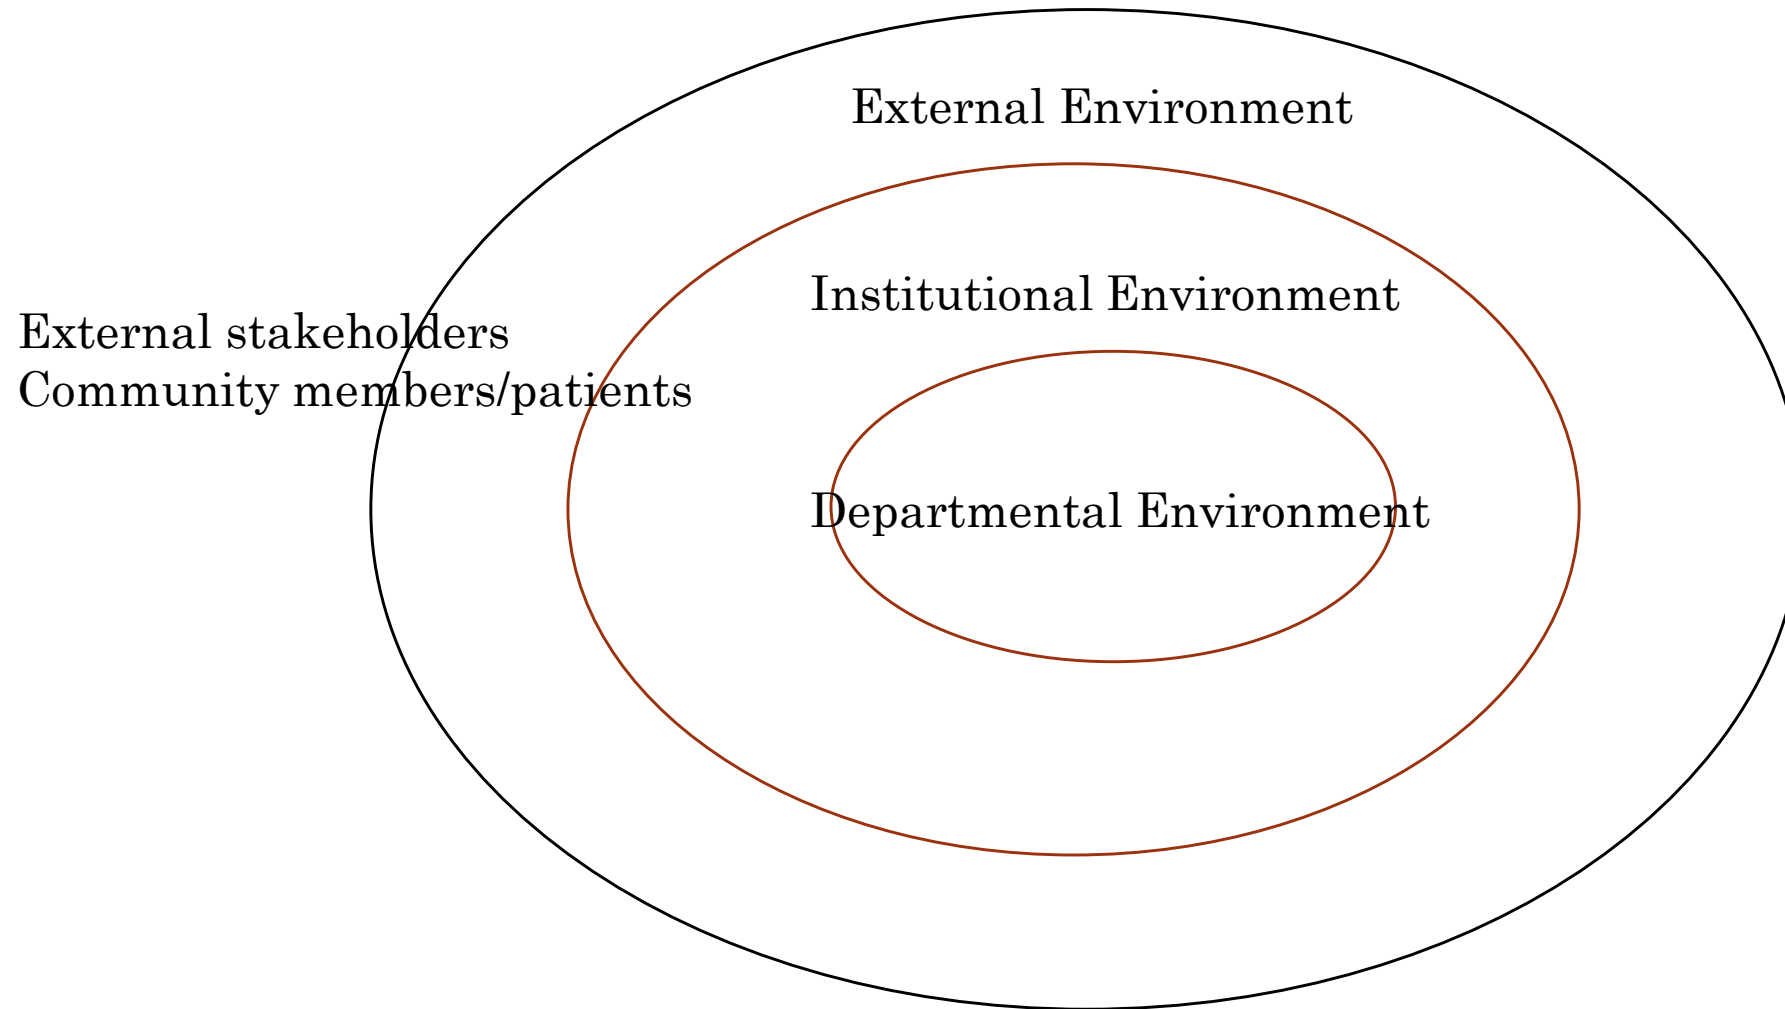 External Environment
Institutional Environment
External stakeholders
Community members/patients
Departmental Environment